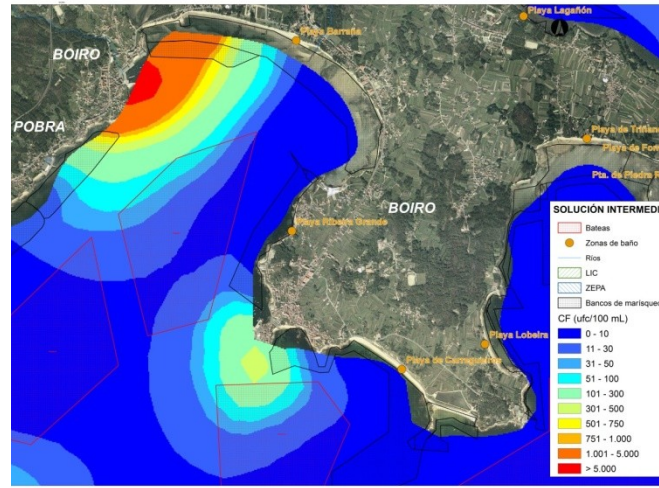 Playa Lagañón
Playa Barraña
BOIRO
POBRA
Playa de
Playa de
Pta. de Piedra
BOIRO
Playa Ribeira Grande
Playa Lobeira
Playa de Carragueiros
SOLUCIÓN INTERMEDI
Bateas
Zonas de baño
Ríos
LIC
ZEPA
Bancos de marisqueo
CF (ufc/100 mL)
0 - 10
11 - 30
31 - 50
51 - 100
101 - 300
301 - 500
501 - 750
751 - 1.000
1.001 - 5.000
> 5.000